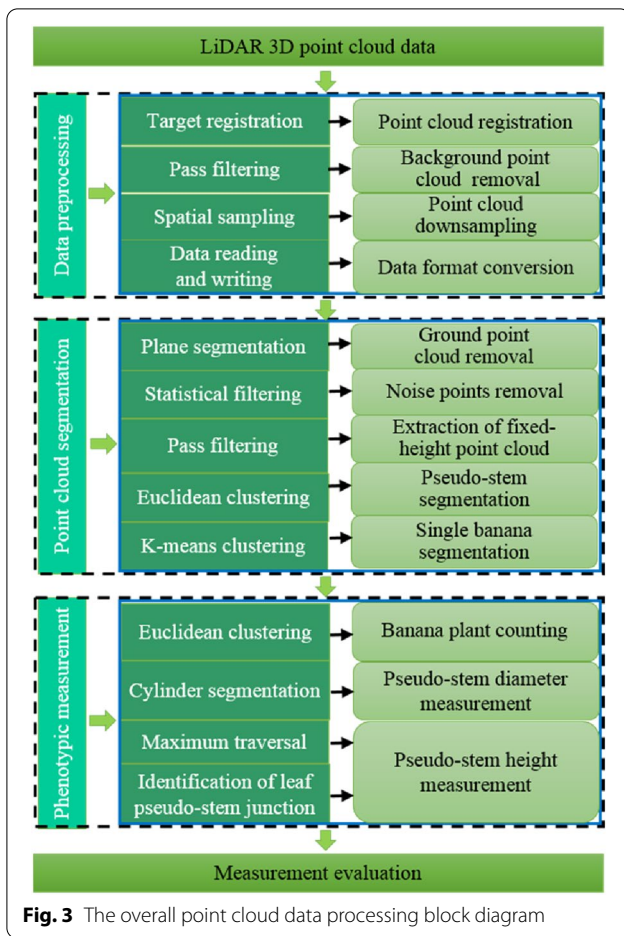 LiDAR 3D point cloud data
Data preprocessing
Target registration
Point cloud registration
Pass filtering
Background point
cloud removal
Spatial sampling
Point cloud
downsampling
Data reading
and writing
Data format conversion
Point cloud segmentation
Plane segmentation
Ground point
cloud removal
Statistical filtering
Noise points removal
Pass filtering
Extraction of fixed-
height point cloud
Euclidean clustering
Pseudo-stem
segmentation
K-means clustering
Single banana
segmentation
Phenotypic measurement
Euclidean clustering
Banana plant counting
Cylinder segmentation
Pseudo-stem diameter
measurement
Maximum traversal
Identification of leaf
pseudo-stem junction
Pseudo-stem height
measurement
Measurement evaluation
Fig. 3 The overall point cloud data processing block diagram